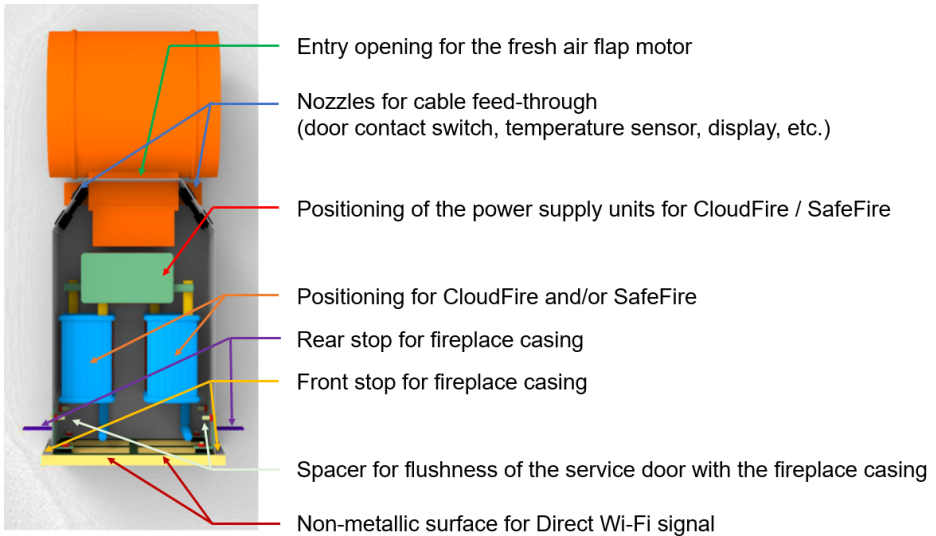 Entry opening for the fresh air flap motor
Nozzles for cable feed-through
(door contact switch, temperature sensor, display, etc.)
Positioning of the power supply units for CloudFire / SafeFire
Positioning for CloudFire and/or SafeFire
Rear stop for fireplace casing
Front stop for fireplace casing
Spacer for flushness of the service door with the fireplace casing
Non-metallic surface for Direct Wi-Fi signal